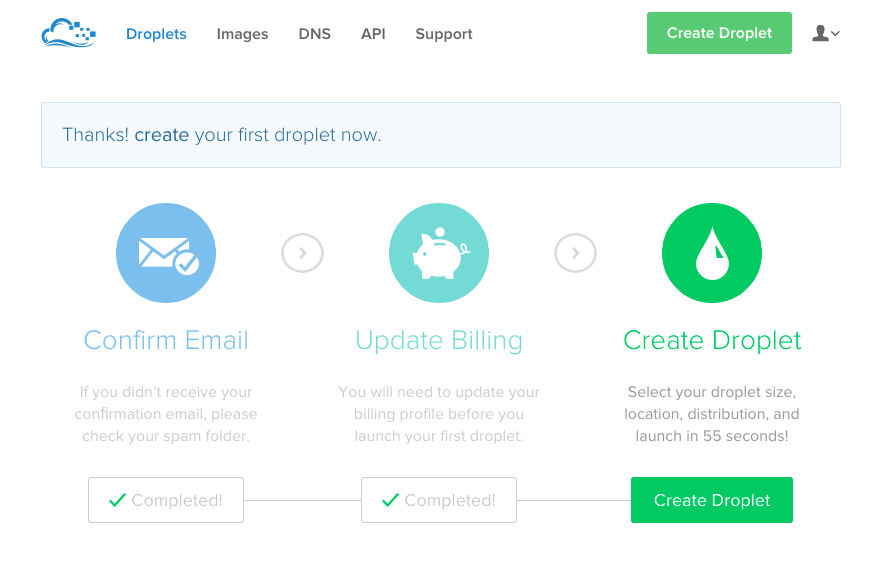 Droplets Images DNS API Support Create Droplet
Thanks! create your first droplet now.
Confirm Email Update Billing Create Droplet
If you didn't receive your You will need to update your Select your droplet size,
confirmation email, please billing profile before you location, distribution, and
check your spam folder. launch your first droplet. launch in 55 seconds!
Completed! Completed! Create Droplet